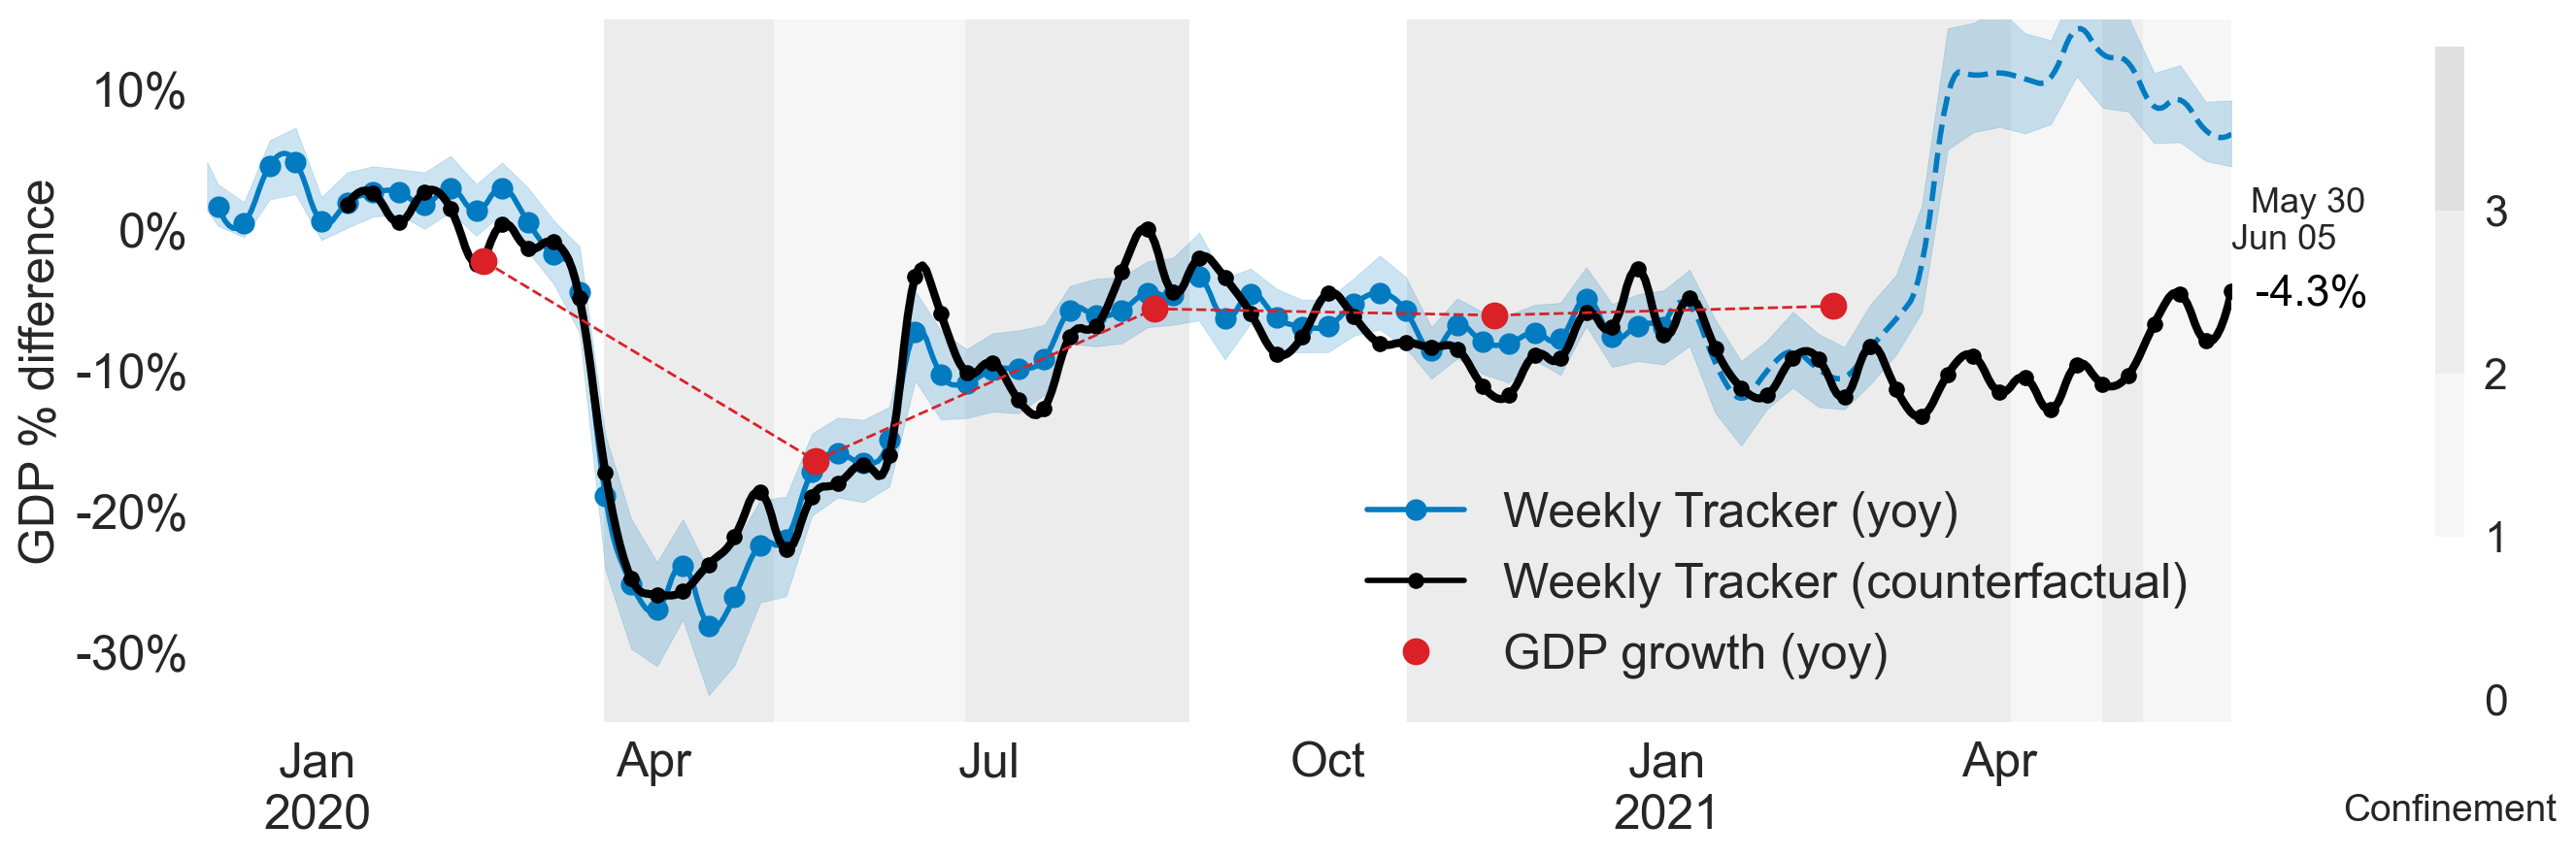 GDP % difference
10%
0%
-10%
-20%
-30%
Weekly Tracker (yoy)
Weekly Tracker (counterfactual)
GDP growth (yoy)
May 30
Jun 05
-4.3%
3
2
1
0
Confinement
Jan
2020
Apr
Jul
Oct
Jan
2021
Apr